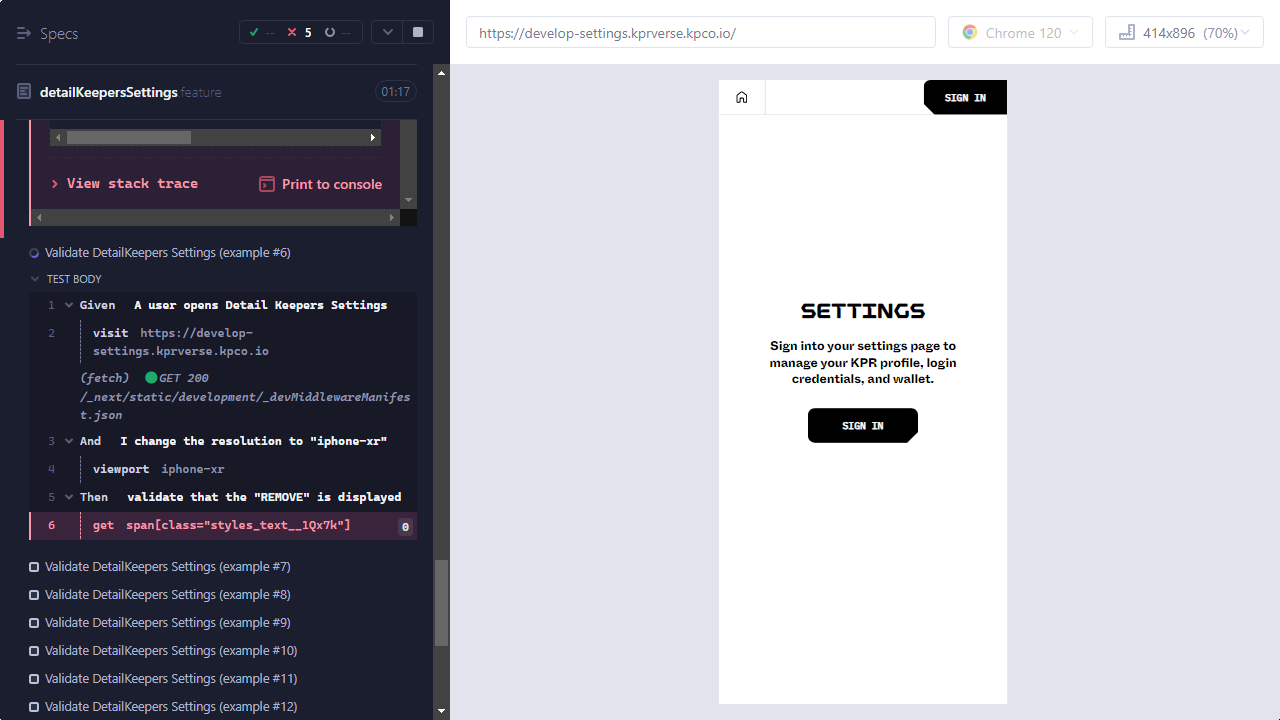 Specs
-- 5 --
detailKeepersSettings feature
01:17
View stack trace
Print to console
Validate DetailKeepers Settings (example #6)
TEST BODY
1 Given A user opens Detail Keepers Settings
2 visit https://develop-
settings.kprverse.kpco.io
(fetch) GET 200
/_next/static/development/_devMiddlewareManifes
t.json
3 And I change the resolution to "iphone-xr"
4 viewport iphone-xr
5 Then validate that the "REMOVE" is displayed
6 get span[class="styles_text__1Qx7k"] 0
Validate DetailKeepers Settings (example #7)
Validate DetailKeepers Settings (example #8)
Validate DetailKeepers Settings (example #9)
Validate DetailKeepers Settings (example #10)
Validate DetailKeepers Settings (example #11)
Validate DetailKeepers Settings (example #12)
https://develop-settings.kprverse.kpco.io/
Chrome 120
414x896 (70%)
SIGN IN
SETTINGS
Sign into your settings page to
manage your KPR profile, login
credentials, and wallet.
SIGN IN